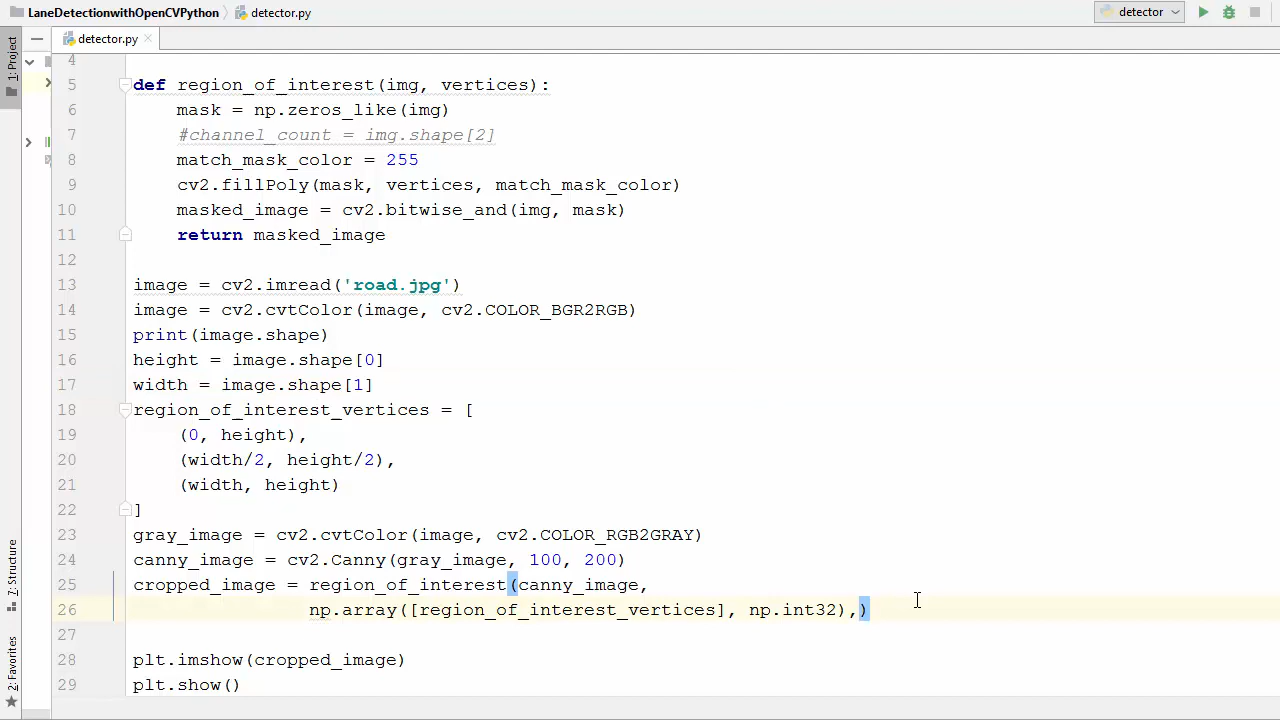 LaneDetectionwithOpenCVPython detector.py detector
detector.py
1: Project
4
5 def region_of_interest(img, vertices):
6 mask = np.zeros_like(img)
7 #channel_count = img.shape[2]
8 match_mask_color = 255
9 cv2.fillPoly(mask, vertices, match_mask_color)
10 masked_image = cv2.bitwise_and(img, mask)
11 return masked_image
12
13 image = cv2.imread('road.jpg')
14 image = cv2.cvtColor(image, cv2.COLOR_BGR2RGB)
15 print(image.shape)
16 height = image.shape[0]
17 width = image.shape[1]
18 region_of_interest_vertices = [
19 (0, height),
20 (width/2, height/2),
21 (width, height)
22 ]
23 gray_image = cv2.cvtColor(image, cv2.COLOR_RGB2GRAY)
24 canny_image = cv2.Canny(gray_image, 100, 200)
25 cropped_image = region_of_interest(canny_image,
26 np.array([region_of_interest_vertices], np.int32),)
27
28 plt.imshow(cropped_image)
29 plt.show()
7: Structure
2: Favorites